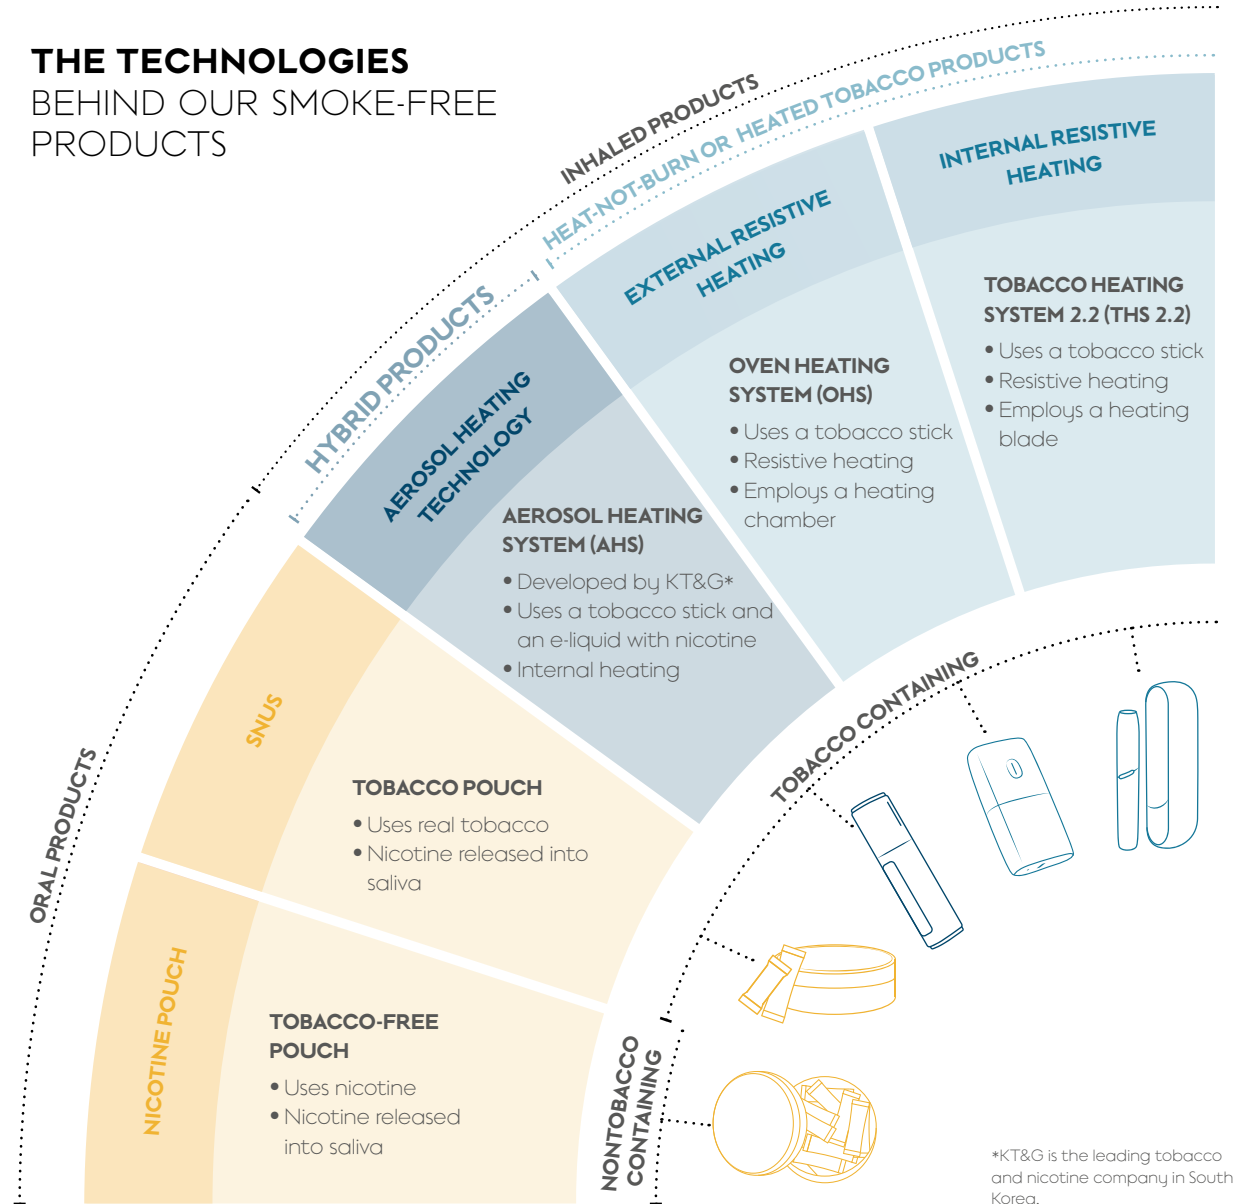 THE TECHNOLOGIES
BEHIND OUR SMOKE-FREE
PRODUCTS
INHALED PRODUCTS
HEAT-NOT-BURN OR HEATED TOBACCO PRODUCTS
INTERNAL RESISTIVE
HEATING
TOBACCO HEATING
SYSTEM 2.2 (THS 2.2)
• Uses a tobacco stick
• Resistive heating
• Employs a heating
blade
EXTERNAL RESISTIVE
HEATING
OVEN HEATING
SYSTEM (OHS)
• Uses a tobacco stick
• Resistive heating
• Employs a heating
chamber
HYBRID PRODUCTS
AEROSOL HEATING
TECHNOLOGY
AEROSOL HEATING
SYSTEM (AHS)
• Developed by KT&G*
• Uses a tobacco stick and
an e-liquid with nicotine
• Internal heating
ORAL PRODUCTS
SNUS
TOBACCO POUCH
• Uses real tobacco
• Nicotine released into
saliva
NICOTINE POUCH
TOBACCO-FREE
POUCH
• Uses nicotine
• Nicotine released
into saliva
TOBACCO CONTAINING
NONTOBACCO
CONTAINING
*KT&G is the leading tobacco
and nicotine company in South
Korea.